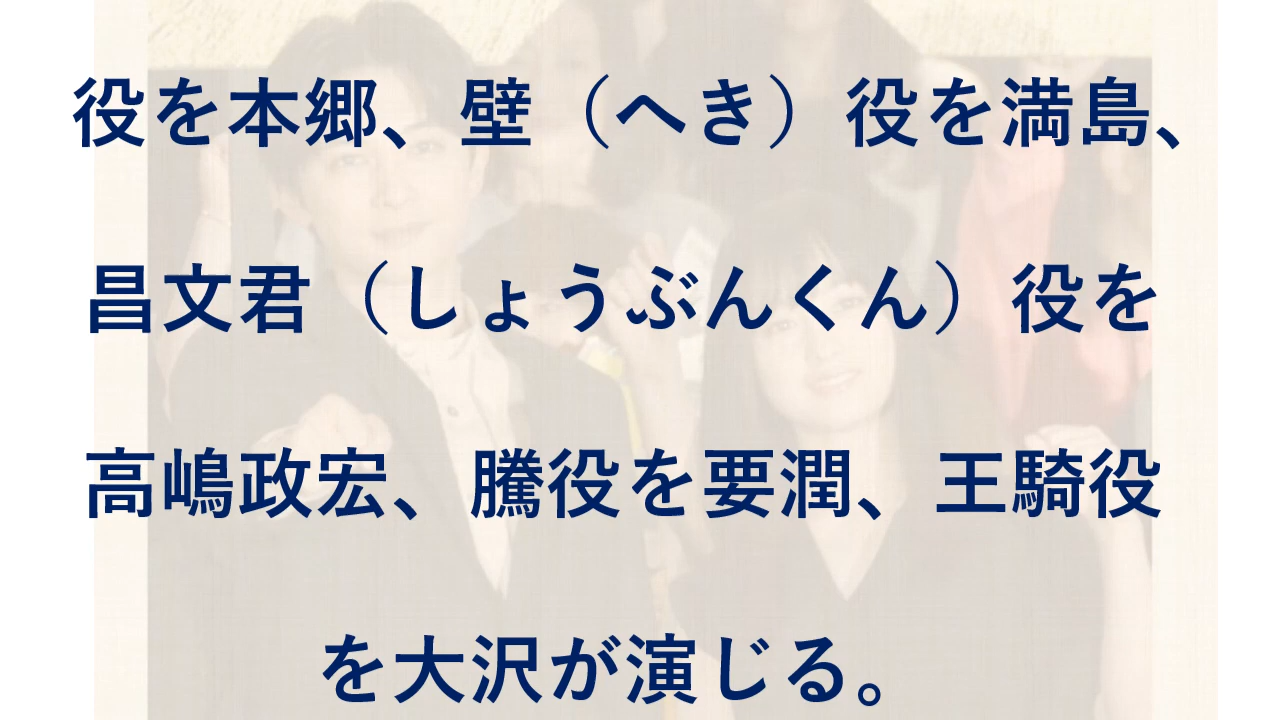 役を本郷、壁（へき）役を満島、
昌文君（しょうぶんくん）役を
高嶋政宏、騰役を要潤、王騎役
を大沢が演じる。